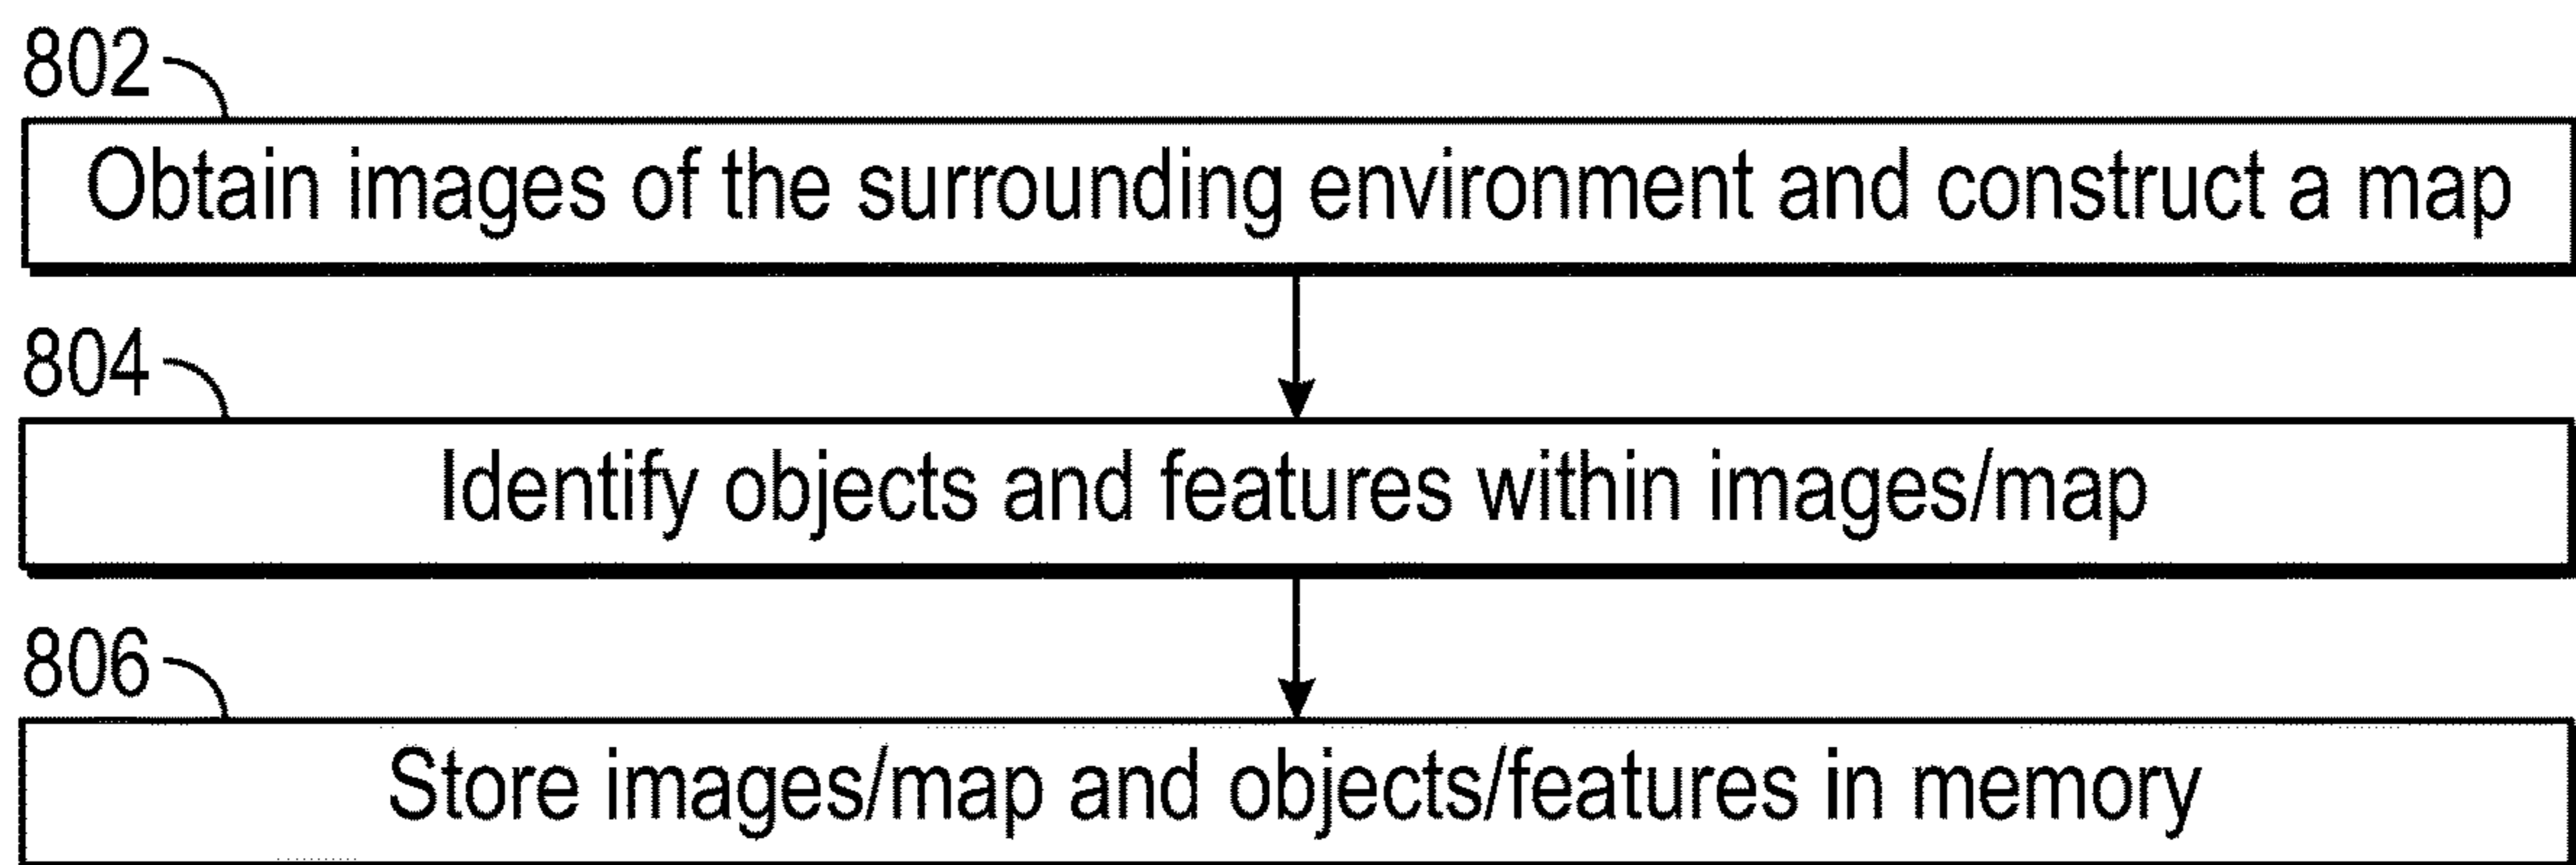 802
Obtain images of the surrounding environment and construct a map
804
Identify objects and features within images/map
806
Store images/map and objects/features in memory